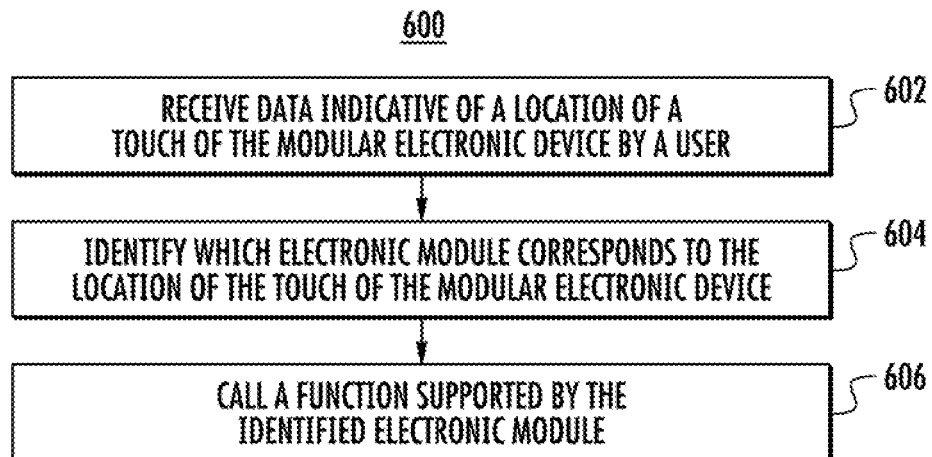 600
RECEIVE DATA INDICATIVE OF A LOCATION OF A
TOUCH OF THE MODULAR ELECTRONIC DEVICE BY A USER
602
IDENTIFY WHICH ELECTRONIC MODULE CORRESPONDS TO THE
LOCATION OF THE TOUCH OF THE MODULAR ELECTRONIC DEVICE
604
CALL A FUNCTION SUPPORTED BY THE
IDENTIFIED ELECTRONIC MODULE
606